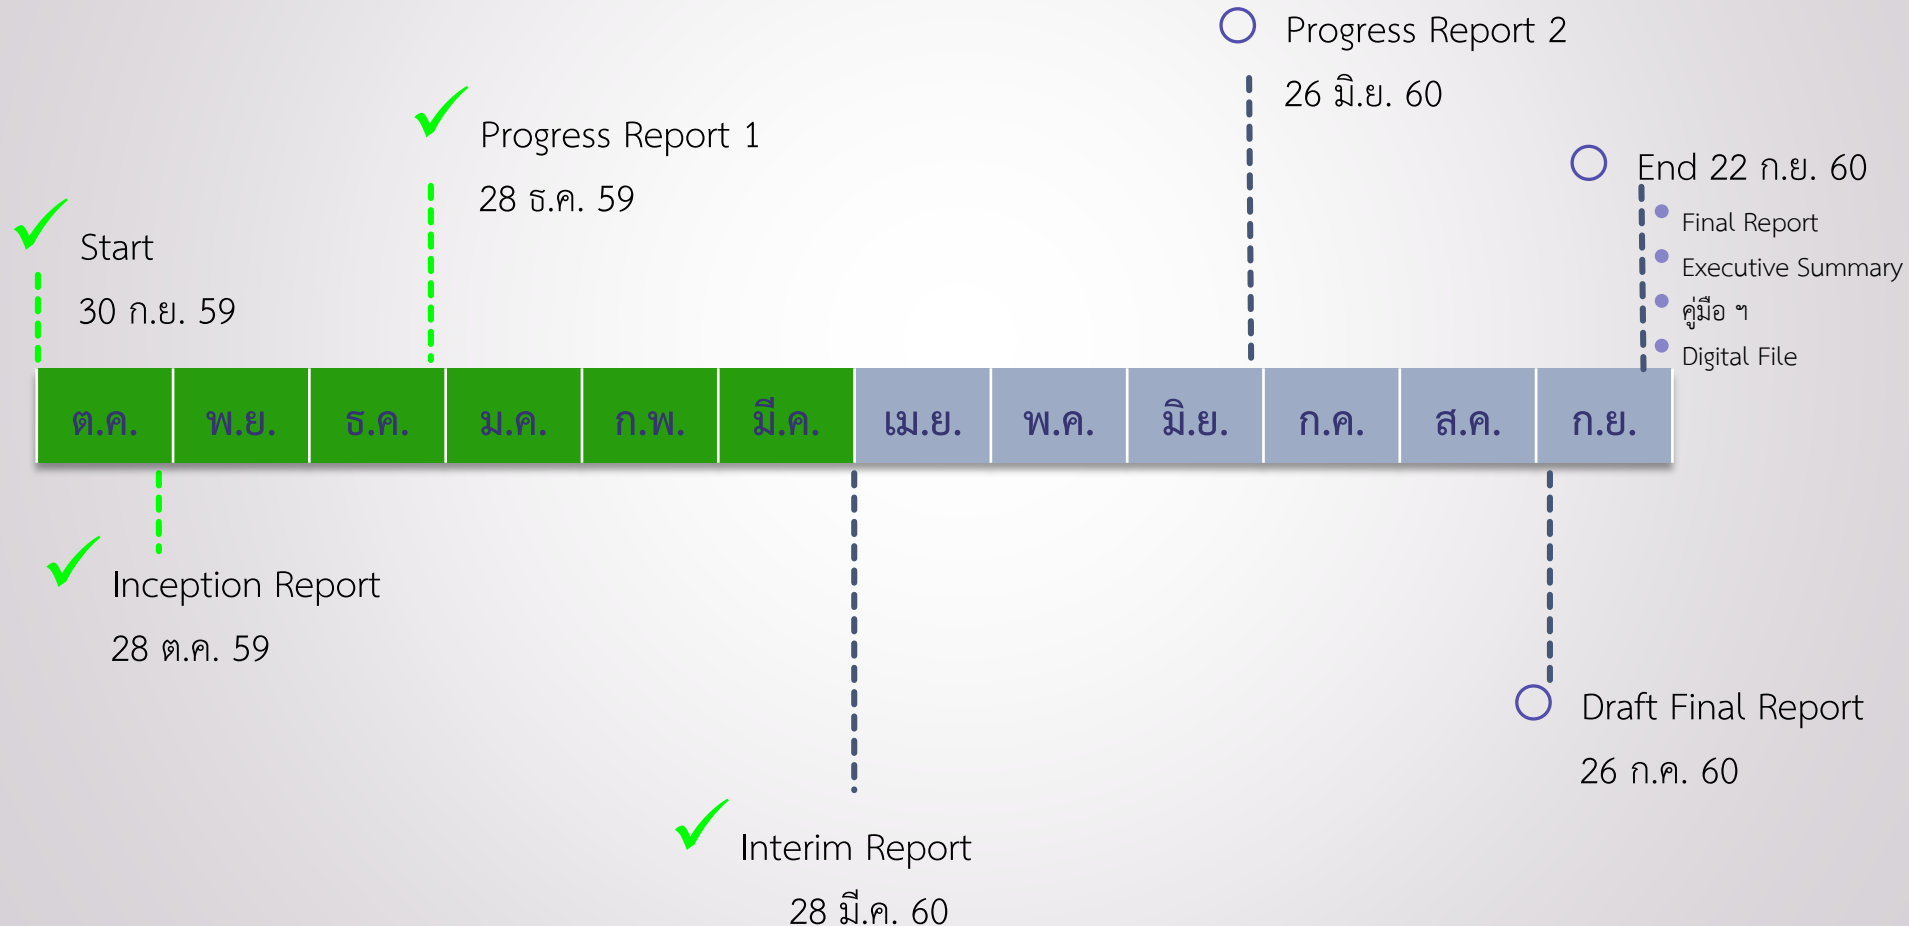 Progress Report 2
26 มิ.ย. 60
Progress Report 1
28 ธ.ค. 59
End 22 ก.ย. 60
Final Report
Executive Summary
คู่มือ ฯ
Digital File
Start
30 ก.ย. 59
ต.ค. พ.ย. ธ.ค. ม.ค. ก.พ. มี.ค. เม.ย. พ.ค. มิ.ย. ก.ค. ส.ค. ก.ย.
Inception Report
28 ต.ค. 59
Draft Final Report
26 ก.ค. 60
Interim Report
28 มี.ค. 60